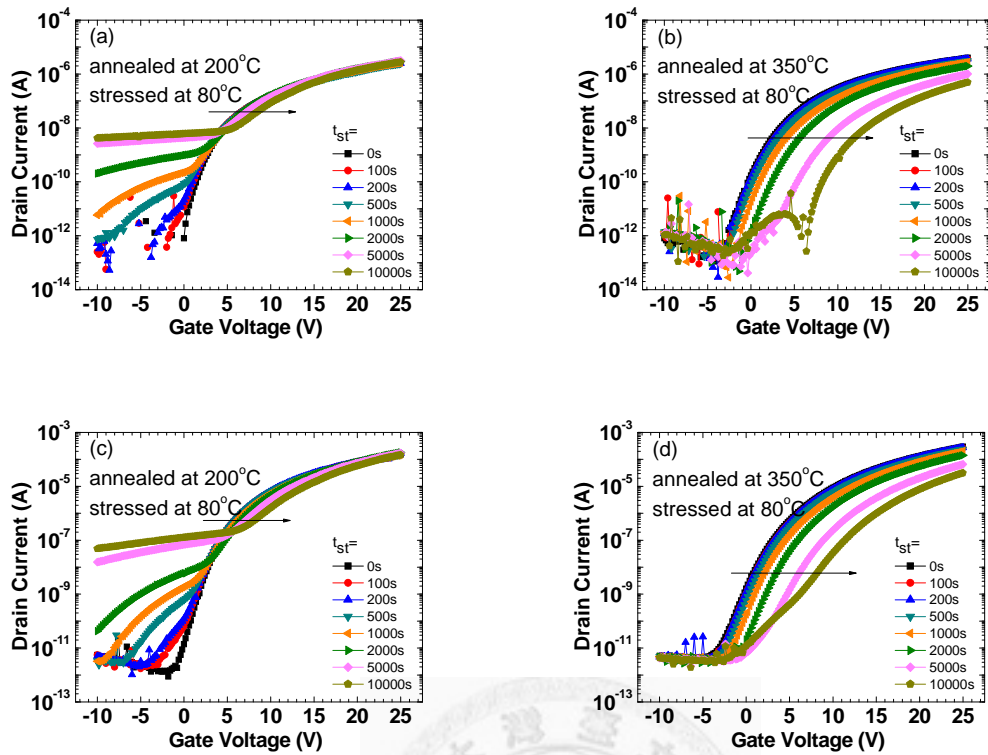 (a)
annealed at 200°C
stressed at 80°C
t_st=
0s
100s
200s
500s
1000s
2000s
5000s
10000s
10^-4
10^-6
10^-8
10^-10
10^-12
10^-14
Drain Current (A)
-10 -5 0 5 10 15 20 25
Gate Voltage (V)
(b)
annealed at 350°C
stressed at 80°C
t_st=
0s
100s
200s
500s
1000s
2000s
5000s
10000s
10^-4
10^-6
10^-8
10^-10
10^-12
10^-14
Drain Current (A)
-10 -5 0 5 10 15 20 25
Gate Voltage (V)
(c)
annealed at 200°C
stressed at 80°C
t_st=
0s
100s
200s
500s
1000s
2000s
5000s
10000s
10^-3
10^-5
10^-7
10^-9
10^-11
10^-13
Drain Current (A)
-10 -5 0 5 10 15 20 25
Gate Voltage (V)
(d)
annealed at 350°C
stressed at 80°C
t_st=
0s
100s
200s
500s
1000s
2000s
5000s
10000s
10^-3
10^-5
10^-7
10^-9
10^-11
10^-13
Drain Current (A)
-10 -5 0 5 10 15 20 25
Gate Voltage (V)